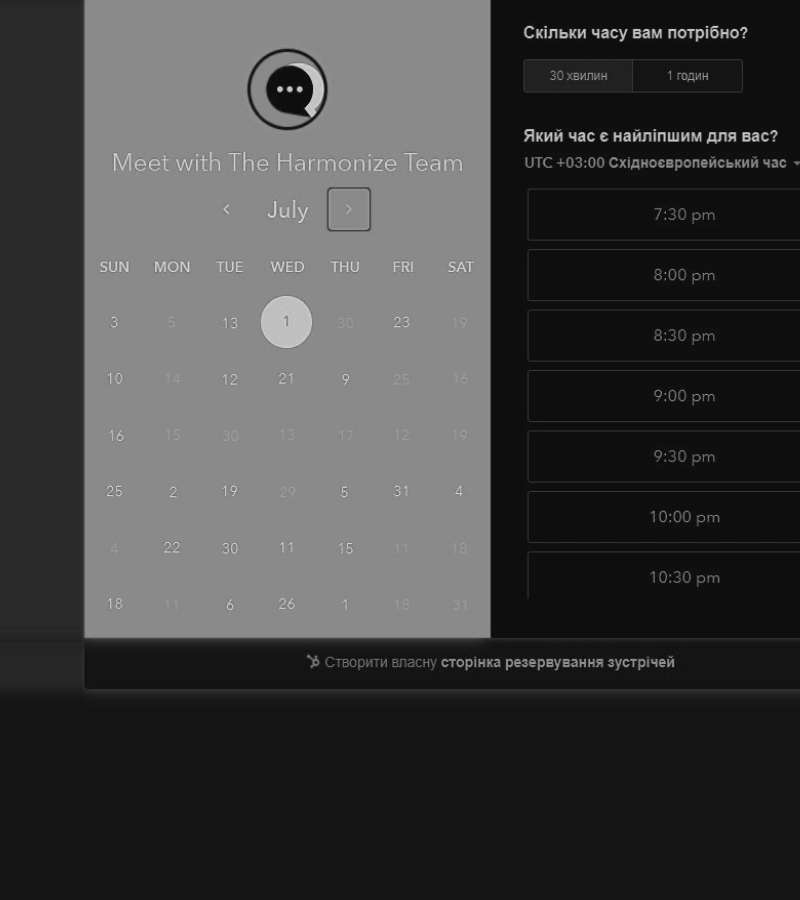 Meet with The Harmonize Team
July
SUN MON TUE WED THU FRI SAT
3 5 13 1 30 23 19
10 14 12 21 9 25 16
16 15 30 13 17 12 19
25 2 19 29 5 31 4
4 22 30 11 15 11 18
18 11 6 26 1 18 31
Скільки часу вам потрібно?
30 хвилин 1 годин
Який час є найліпшим для вас?
UTC +03:00 Східноєвропейський час
7:30 pm
8:00 pm
8:30 pm
9:00 pm
9:30 pm
10:00 pm
10:30 pm
Створити власну сторінка резервування зустрічей